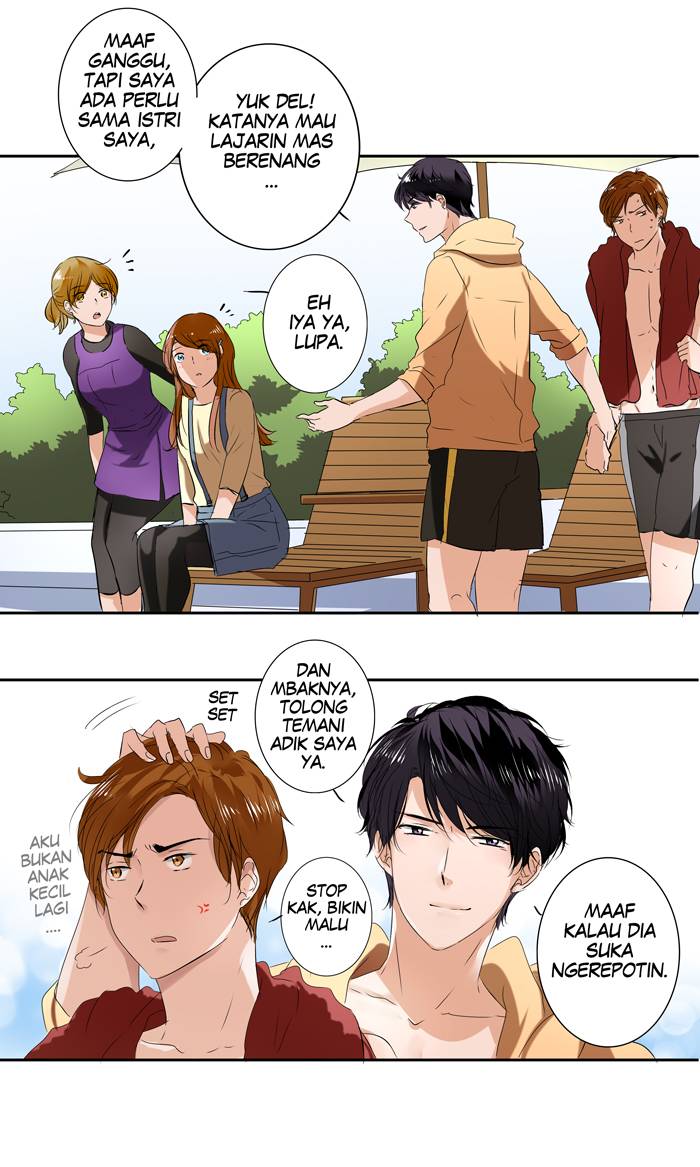 MAAF
GANGGU,
TAPI SAYA
ADA PERLU
SAMA ISTRI
SAYA,
YUK DEL!
KATANYA MAU
LAJARIN MAS
BERENANG
...
EH
IYA YA,
LUPA.
SET
SET
DAN
MBAKNYA,
TOLONG
TEMANI
ADIK SAYA
YA.
AKU
BUKAN
ANAK
KECIL
LAGI
....
STOP
KAK, BIKIN
MALU
...
MAAF
KALAU DIA
SUKA
NGEREPOTIN.